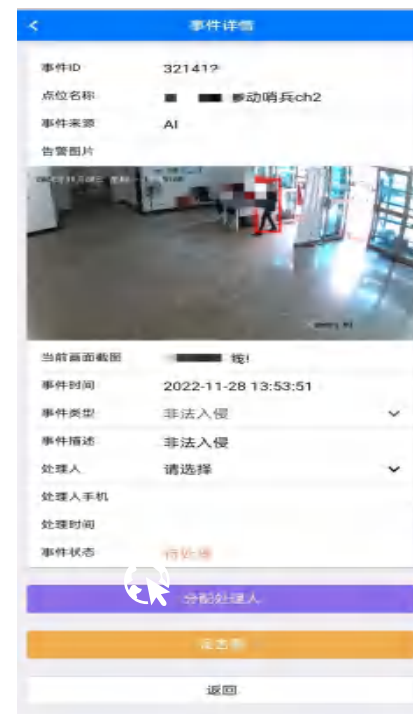 事件详情
事件ID 321412
点位名称 移动哨兵ch2
事件来源 AI
告警图片
当前画面截图
事件时间 2022-11-28 13:53:51
事件类型 非法入侵
事件描述 非法入侵
处理人 请选择
处理人手机
处理时间
事件状态 待处理
分配处理人
返回